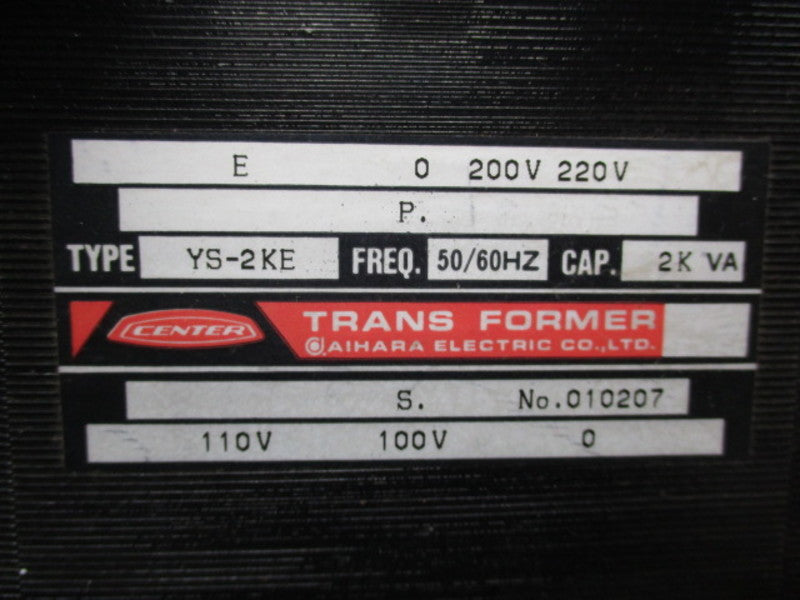 E 0 200V 220V
P.
TYPE YS-2KE FREQ. 50/60HZ CAP. 2K VA
CENTER TRANS FORMER
AIHARA ELECTRIC CO.,LTD.
S. No.010207
110V 100V 0